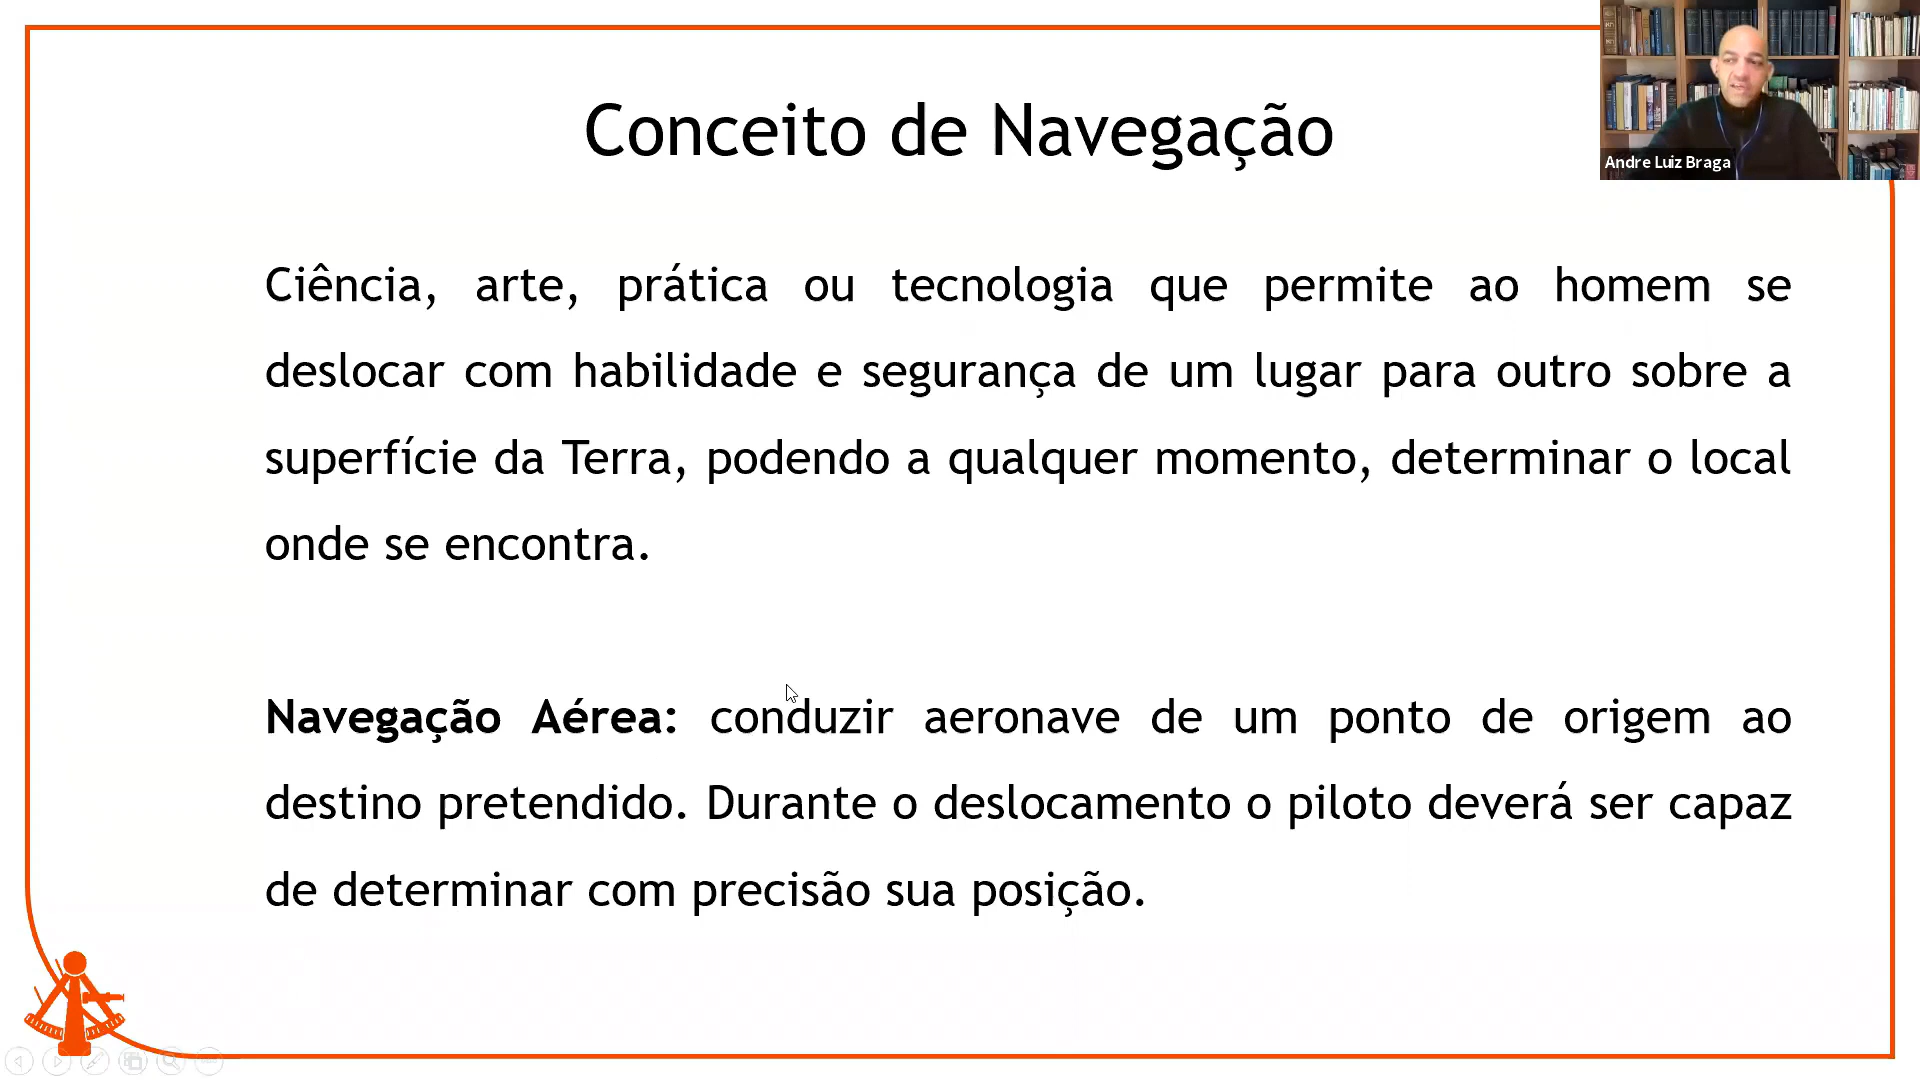 Conceito de Navegação
Andre Luiz Braga
Ciência, arte, prática ou tecnologia que permite ao homem se
deslocar com habilidade e segurança de um lugar para outro sobre a
superfície da Terra, podendo a qualquer momento, determinar o local
onde se encontra.
Navegação Aérea: conduzir aeronave de um ponto de origem ao
destino pretendido. Durante o deslocamento o piloto deverá ser capaz
de determinar com precisão sua posição.